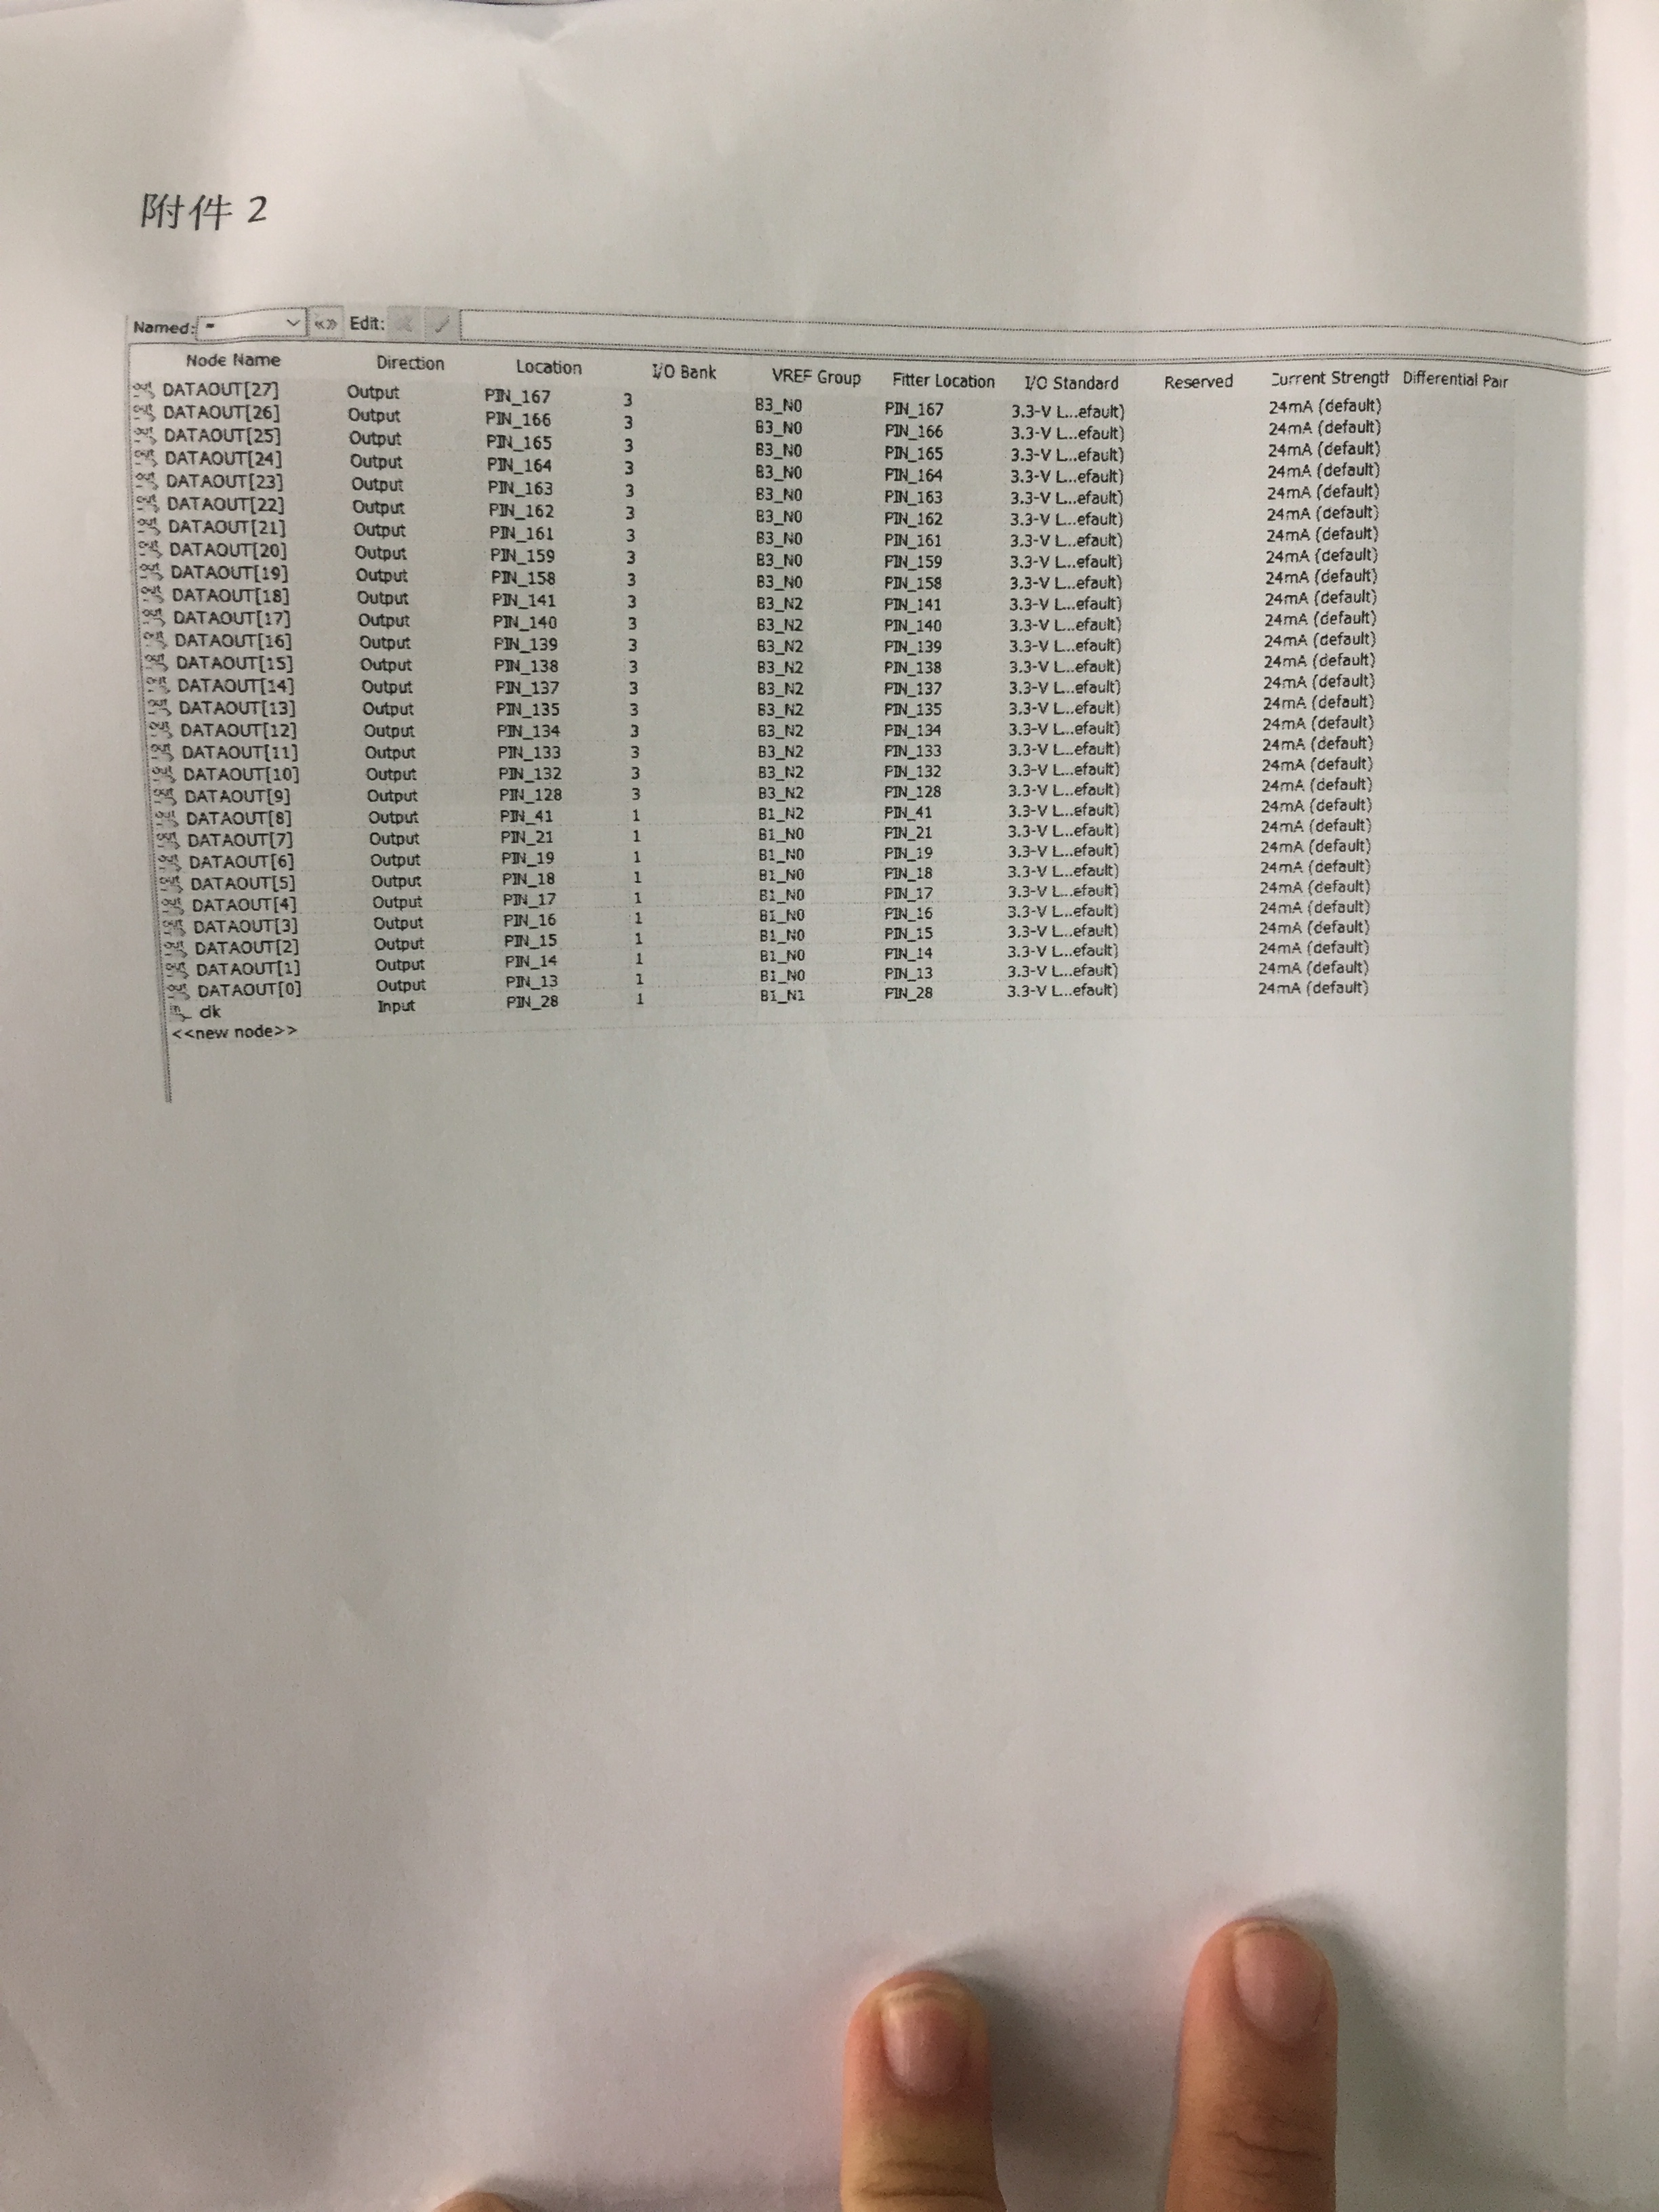 附件 2
Named: * «» Edit:
Node Name Direction Location I/O Bank VREF Group Fitter Location I/O Standard Reserved Current Strength Differential Pair
out DATAOUT[27] Output PIN_167 3 B3_N0 PIN_167 3.3-V L...efault) 24mA (default)
out DATAOUT[26] Output PIN_166 3 B3_N0 PIN_166 3.3-V L...efault) 24mA (default)
out DATAOUT[25] Output PIN_165 3 B3_N0 PIN_165 3.3-V L...efault) 24mA (default)
out DATAOUT[24] Output PIN_164 3 B3_N0 PIN_164 3.3-V L...efault) 24mA (default)
out DATAOUT[23] Output PIN_163 3 B3_N0 PIN_163 3.3-V L...efault) 24mA (default)
out DATAOUT[22] Output PIN_162 3 B3_N0 PIN_162 3.3-V L...efault) 24mA (default)
out DATAOUT[21] Output PIN_161 3 B3_N0 PIN_161 3.3-V L...efault) 24mA (default)
out DATAOUT[20] Output PIN_159 3 B3_N0 PIN_159 3.3-V L...efault) 24mA (default)
out DATAOUT[19] Output PIN_158 3 B3_N0 PIN_158 3.3-V L...efault) 24mA (default)
out DATAOUT[18] Output PIN_141 3 B3_N2 PIN_141 3.3-V L...efault) 24mA (default)
out DATAOUT[17] Output PIN_140 3 B3_N2 PIN_140 3.3-V L...efault) 24mA (default)
out DATAOUT[16] Output PIN_139 3 B3_N2 PIN_139 3.3-V L...efault) 24mA (default)
out DATAOUT[15] Output PIN_138 3 B3_N2 PIN_138 3.3-V L...efault) 24mA (default)
out DATAOUT[14] Output PIN_137 3 B3_N2 PIN_137 3.3-V L...efault) 24mA (default)
out DATAOUT[13] Output PIN_135 3 B3_N2 PIN_135 3.3-V L...efault) 24mA (default)
out DATAOUT[12] Output PIN_134 3 B3_N2 PIN_134 3.3-V L...efault) 24mA (default)
out DATAOUT[11] Output PIN_133 3 B3_N2 PIN_133 3.3-V L...efault) 24mA (default)
out DATAOUT[10] Output PIN_132 3 B3_N2 PIN_132 3.3-V L...efault) 24mA (default)
out DATAOUT[9] Output PIN_128 3 B3_N2 PIN_128 3.3-V L...efault) 24mA (default)
out DATAOUT[8] Output PIN_41 1 B1_N2 PIN_41 3.3-V L...efault) 24mA (default)
out DATAOUT[7] Output PIN_21 1 B1_N0 PIN_21 3.3-V L...efault) 24mA (default)
out DATAOUT[6] Output PIN_19 1 B1_N0 PIN_19 3.3-V L...efault) 24mA (default)
out DATAOUT[5] Output PIN_18 1 B1_N0 PIN_18 3.3-V L...efault) 24mA (default)
out DATAOUT[4] Output PIN_17 1 B1_N0 PIN_17 3.3-V L...efault) 24mA (default)
out DATAOUT[3] Output PIN_16 1 B1_N0 PIN_16 3.3-V L...efault) 24mA (default)
out DATAOUT[2] Output PIN_15 1 B1_N0 PIN_15 3.3-V L...efault) 24mA (default)
out DATAOUT[1] Output PIN_14 1 B1_N0 PIN_14 3.3-V L...efault) 24mA (default)
out DATAOUT[0] Output PIN_13 1 B1_N0 PIN_13 3.3-V L...efault) 24mA (default)
in clk Input PIN_28 1 B1_N1 PIN_28 3.3-V L...efault) 24mA (default)
<<new node>>